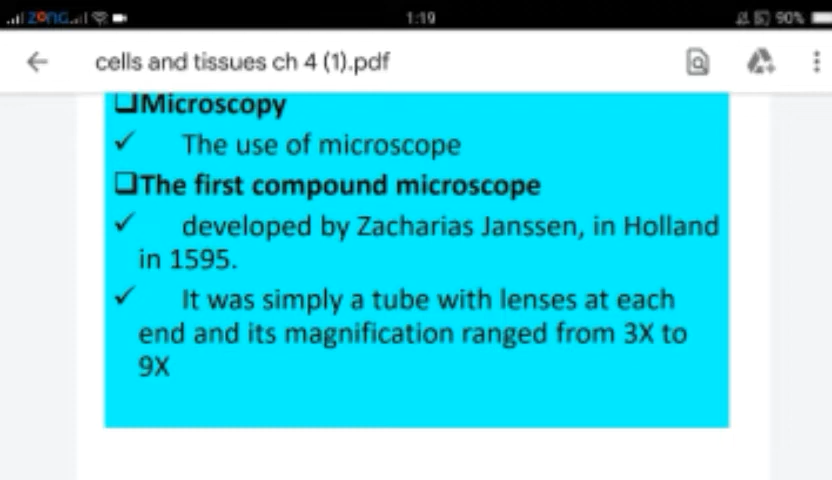 ZONG
1:19
90%
cells and tissues ch 4 (1).pdf
❑Microscopy
✓ The use of microscope
❑The first compound microscope
✓ developed by Zacharias Janssen, in Holland
in 1595.
✓ It was simply a tube with lenses at each
end and its magnification ranged from 3X to
9X